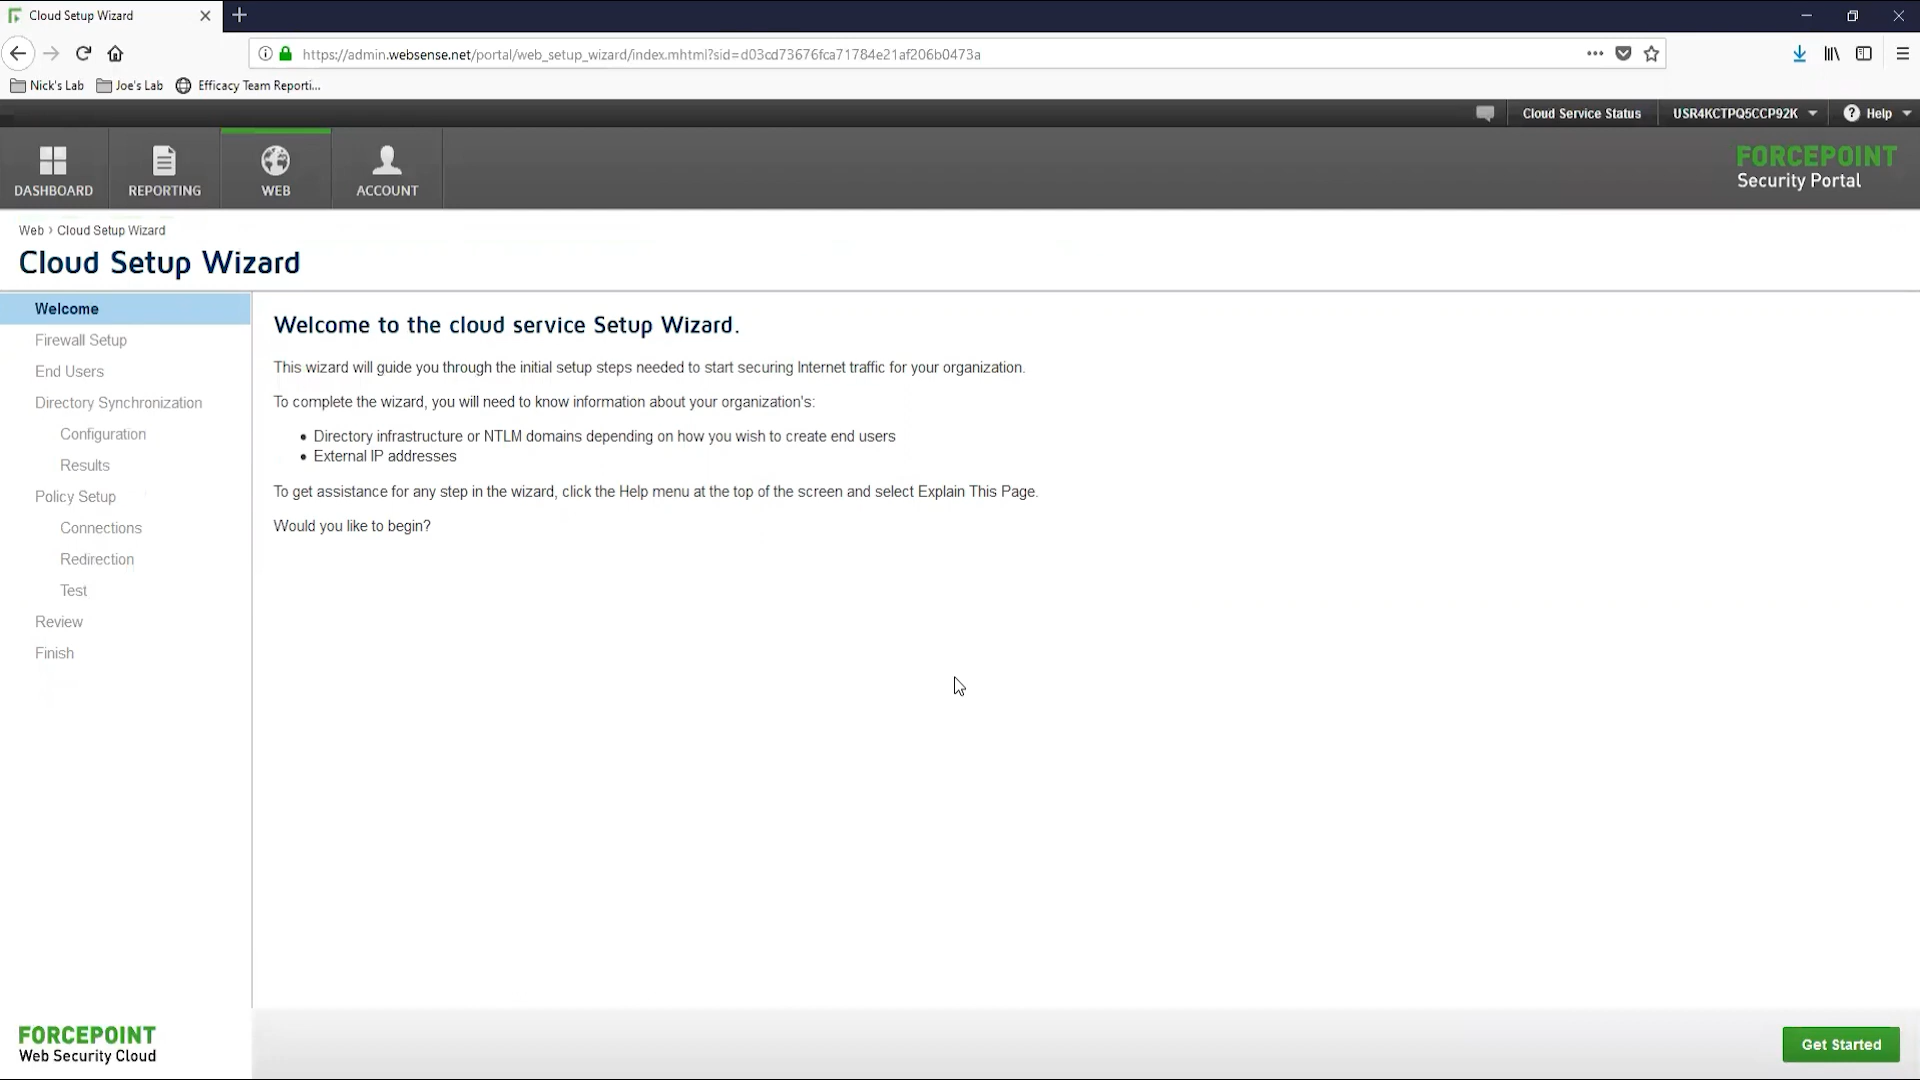 Cloud Setup Wizard
https://admin.websense.net/portal/web_setup_wizard/index.mhtml?sid=d03cd73676fca71784e21af206b0473a
Nick's Lab Joe's Lab Efficacy Team Reporti...
Cloud Service Status USR4KCTPQ5CCP92K Help
DASHBOARD REPORTING WEB ACCOUNT
FORCEPOINT
Security Portal
Web › Cloud Setup Wizard
Cloud Setup Wizard
Welcome
Firewall Setup
End Users
Directory Synchronization
Configuration
Results
Policy Setup
Connections
Redirection
Test
Review
Finish
Welcome to the cloud service Setup Wizard.
This wizard will guide you through the initial setup steps needed to start securing Internet traffic for your organization.
To complete the wizard, you will need to know information about your organization's:
• Directory infrastructure or NTLM domains depending on how you wish to create end users
• External IP addresses
To get assistance for any step in the wizard, click the Help menu at the top of the screen and select Explain This Page.
Would you like to begin?
FORCEPOINT
Web Security Cloud
Get Started